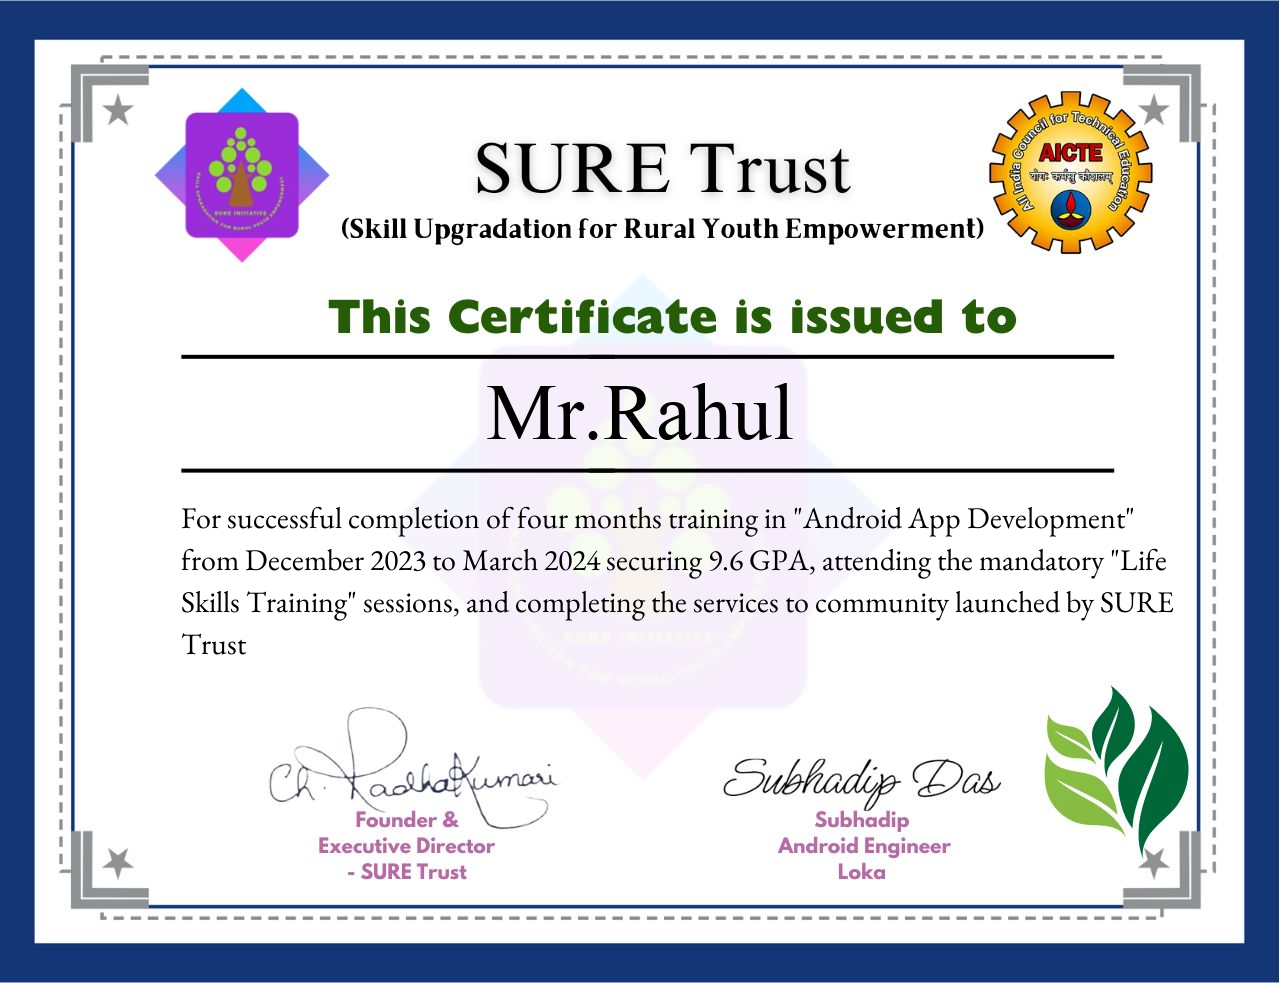 SURE Trust
(Skill Upgradation for Rural Youth Empowerment)
SKILL UPGRADATION FOR RURAL-YOUTH EMPOWERMENT
SURE INITIATIVE
All India Council for Technical Education
AICTE
योगः कर्मसु कौशलम्
This Certificate is issued to
Mr.Rahul
For successful completion of four months training in "Android App Development"
from December 2023 to March 2024 securing 9.6 GPA, attending the mandatory "Life
Skills Training" sessions, and completing the services to community launched by SURE
Trust
SURE INITIATIVE
Ch. RadhaKumari
Founder &
Executive Director
- SURE Trust
Subhadip Das
Subhadip
Android Engineer
Loka